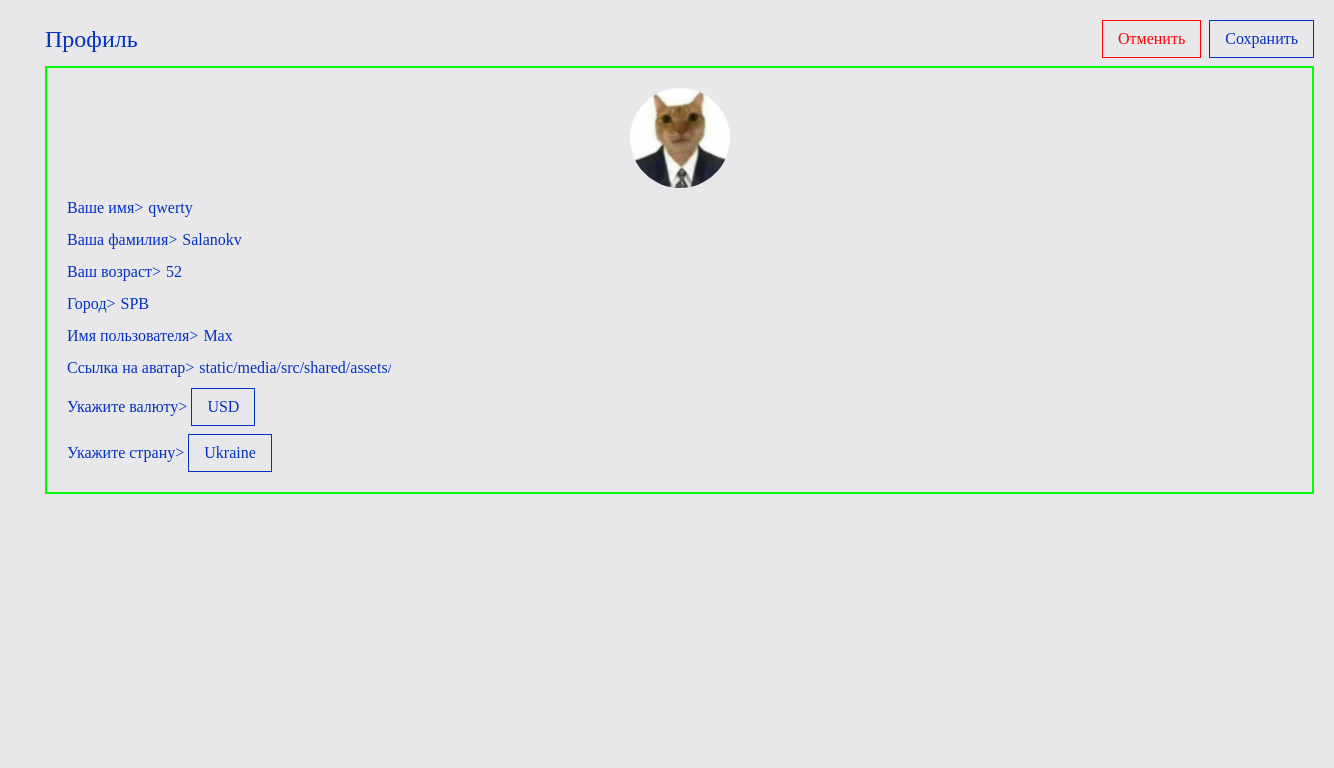 Профиль
Отменить
Сохранить
Ваше имя> qwerty
Ваша фамилия> Salanokv
Ваш возраст> 52
Город> SPB
Имя пользователя> Max
Ссылка на аватар> static/media/src/shared/assets/
Укажите валюту> USD
Укажите страну> Ukraine